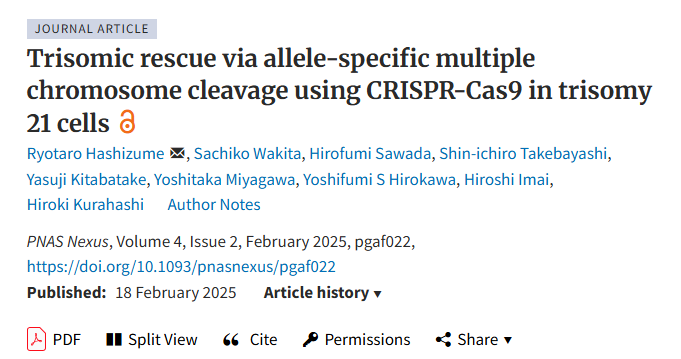 JOURNAL ARTICLE
Trisomic rescue via allele-specific multiple
chromosome cleavage using CRISPR-Cas9 in trisomy
21 cells
Ryotaro Hashizume, Sachiko Wakita, Hirofumi Sawada, Shin-ichiro Takebayashi,
Yasuji Kitabatake, Yoshitaka Miyagawa, Yoshifumi S Hirokawa, Hiroshi Imai,
Hiroki Kurahashi Author Notes
PNAS Nexus, Volume 4, Issue 2, February 2025, pgaf022,
https://doi.org/10.1093/pnasnexus/pgaf022
Published: 18 February 2025 Article history ▾
PDF Split View Cite Permissions Share ▾